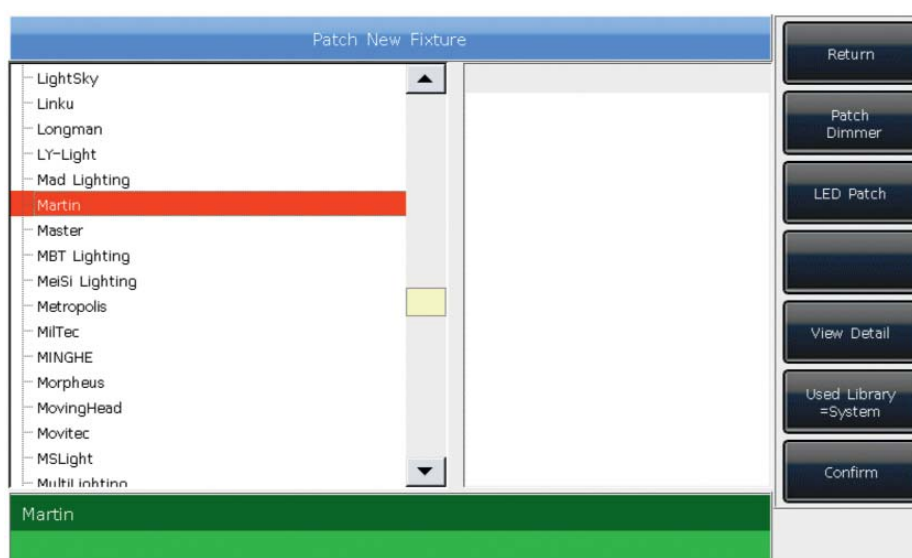 Patch New Fixture
LightSky
Linku
Longman
LY-Light
Mad Lighting
Martin
Master
MBT Lighting
MeiSi Lighting
Metropolis
MilTec
MINGHE
Morpheus
MovingHead
Movitec
MSLight
MultiLighting
Martin
Return
Patch
Dimmer
LED Patch
View Detail
Used Library
=System
Confirm